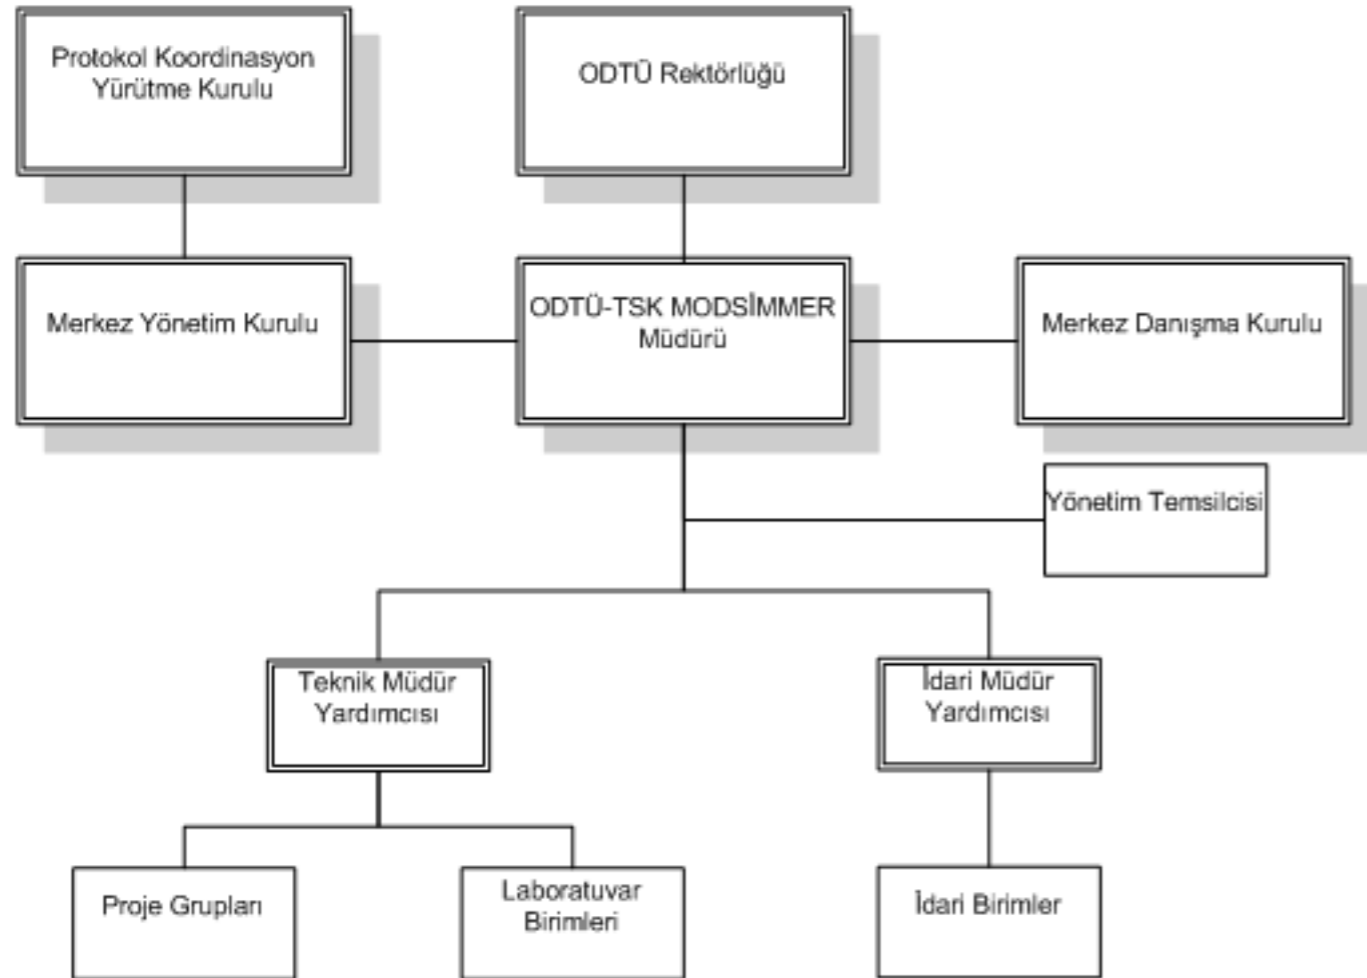 Protokol Koordinasyon
Yürütme Kurulu
ODTÜ Rektörlüğü
Merkez Yönetim Kurulu
ODTÜ-TSK MODSİMMER
Müdürü
Merkez Danışma Kurulu
Yönetim Temsilcisi
Teknik Müdür
Yardımcısı
İdari Müdür
Yardımcısı
Proje Grupları
Laboratuvar
Birimleri
İdari Birimler